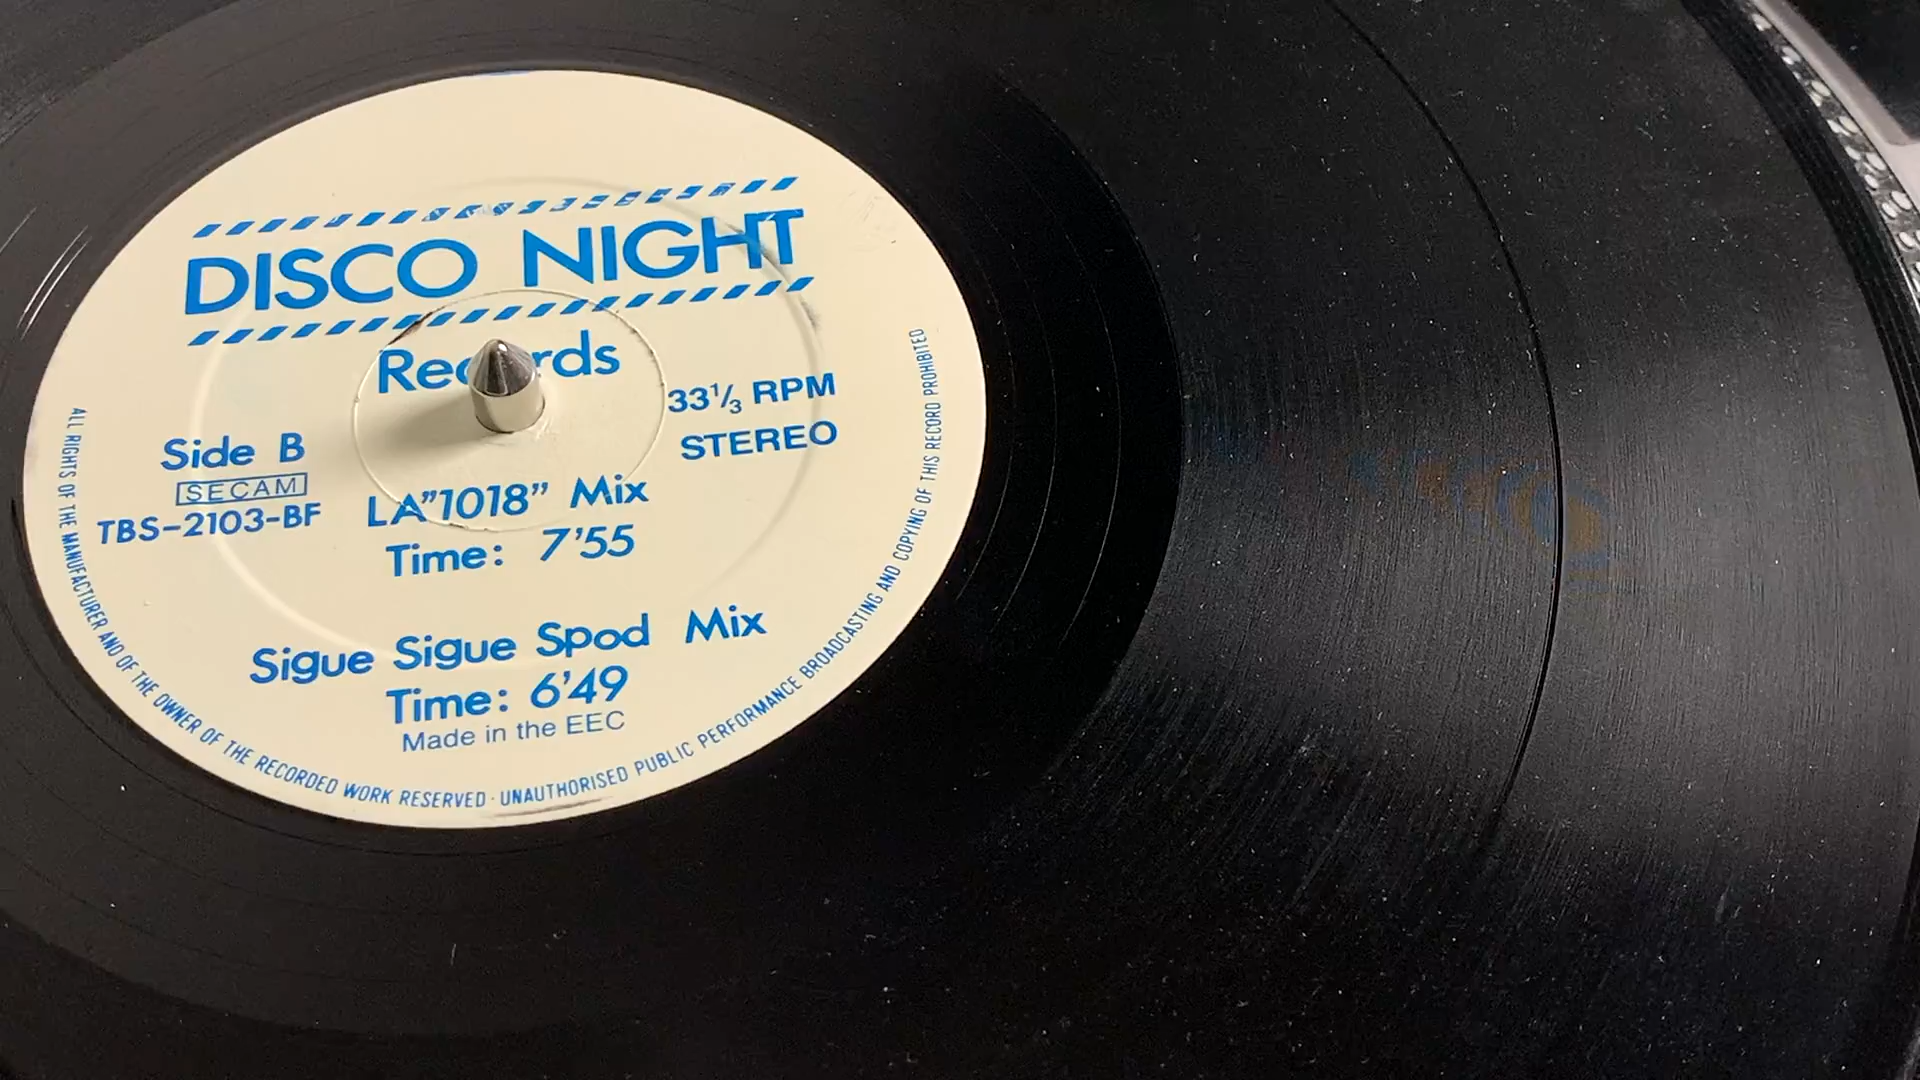 DISCO NIGHT
Records
33⅓ RPM
STEREO
Side B
SECAM
TBS-2103-BF
LA"1018" Mix
Time: 7'55
Sigue Sigue Spod Mix
Time: 6'49
Made in the EEC
ALL RIGHTS OF THE MANUFACTURER AND OF THE OWNER OF THE RECORDED WORK RESERVED · UNAUTHORISED PUBLIC PERFORMANCE BROADCASTING AND COPYING OF THIS RECORD PROHIBITED